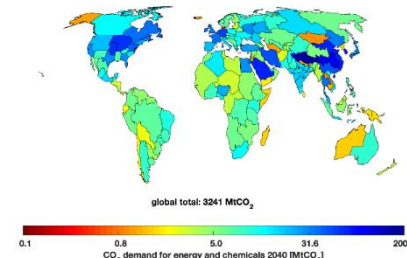 global total: 3241 MtCO₂
0.1 0.8 5.0 31.6 200
CO₂ demand for energy and chemicals 2040 [MtCO₂]